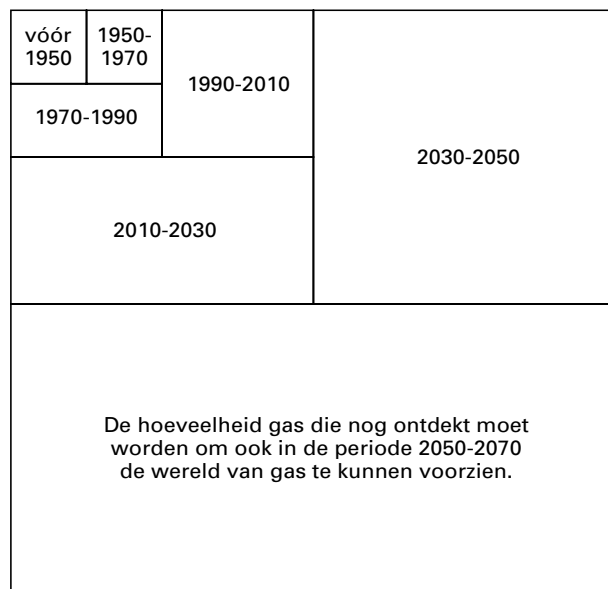 vóór
1950
1950-
1970
1970-1990
1990-2010
2010-2030
2030-2050
De hoeveelheid gas die nog ontdekt moet
worden om ook in de periode 2050-2070
de wereld van gas te kunnen voorzien.